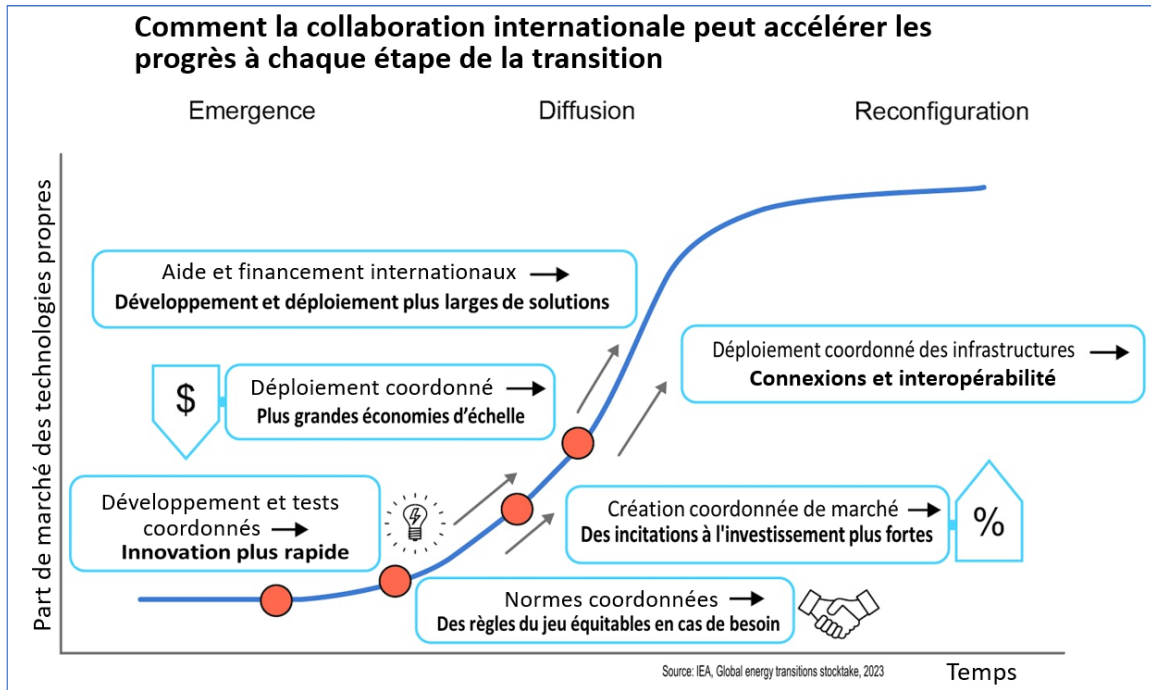 Comment la collaboration internationale peut accélérer les
progrès à chaque étape de la transition
Emergence
Diffusion
Reconfiguration
Part de marché des technologies propres
Aide et financement internationaux →
Développement et déploiement plus larges de solutions
Déploiement coordonné des infrastructures →
Connexions et interopérabilité
$
Déploiement coordonné →
Plus grandes économies d'échelle
Développement et tests
coordonnés →
Innovation plus rapide
Création coordonnée de marché →
Des incitations à l'investissement plus fortes
%
Normes coordonnées →
Des règles du jeu équitables en cas de besoin
Source: IEA, Global energy transitions stocktake, 2023
Temps